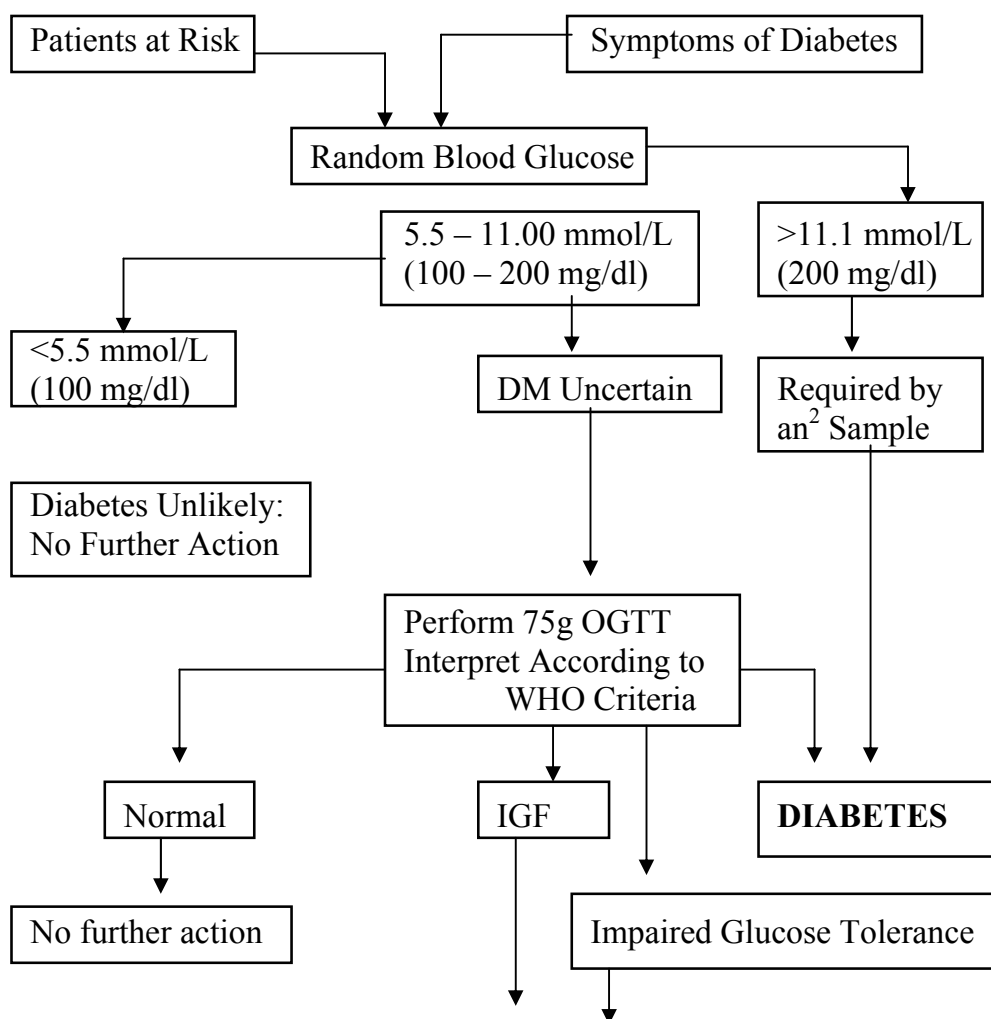 Patients at Risk
Symptoms of Diabetes
Random Blood Glucose
5.5 – 11.00 mmol/L
(100 – 200 mg/dl)
>11.1 mmol/L
(200 mg/dl)
<5.5 mmol/L
(100 mg/dl)
DM Uncertain
Required by
an² Sample
Diabetes Unlikely:
No Further Action
Perform 75g OGTT
Interpret According to
WHO Criteria
Normal
IGF
DIABETES
No further action
Impaired Glucose Tolerance